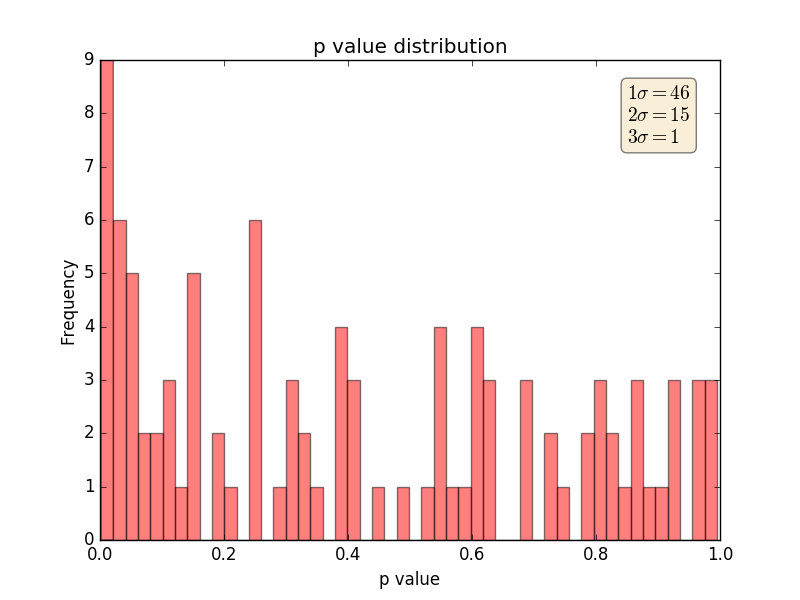 p value distribution
1σ = 46
2σ = 15
3σ = 1
Frequency
9
8
7
6
5
4
3
2
1
0
0.0 0.2 0.4 0.6 0.8 1.0
p value